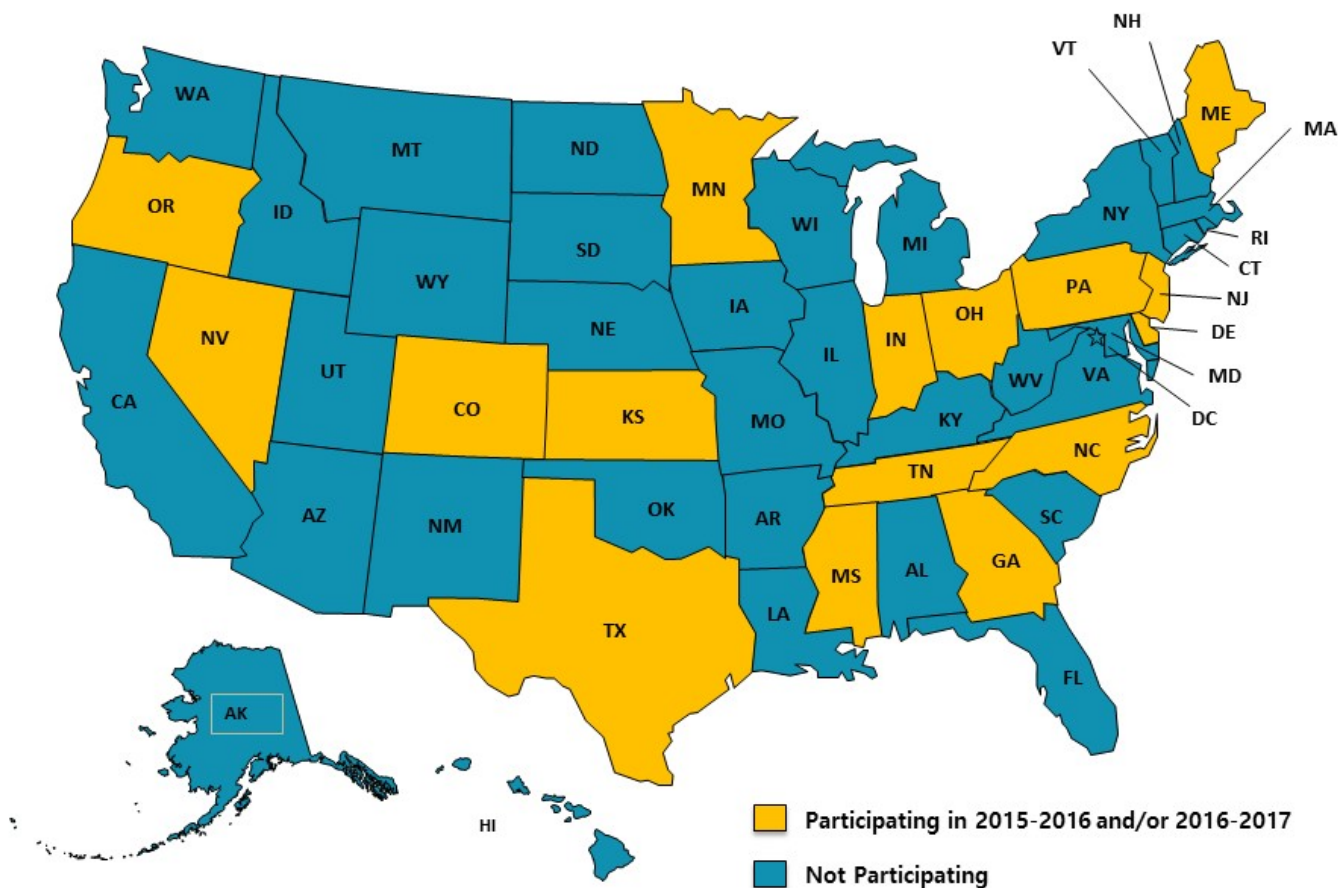 NH
VT
WA
ME
MT
ND
MA
MN
OR
ID
WI
NY
MI
SD
RI
WY
CT
PA
IA
NJ
NE
OH
DE
NV
IN
IL
UT
WV
VA
MD
CA
CO
KS
DC
MO
KY
NC
TN
AZ
OK
AR
SC
NM
GA
MS
AL
LA
TX
FL
AK
HI
Participating in 2015-2016 and/or 2016-2017
Not Participating